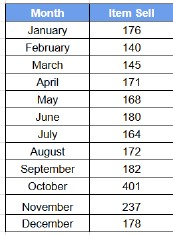 Month Item Sell
January 176
February 140
March 145
April 171
May 168
June 180
July 164
August 172
September 182
October 401
November 237
December 178